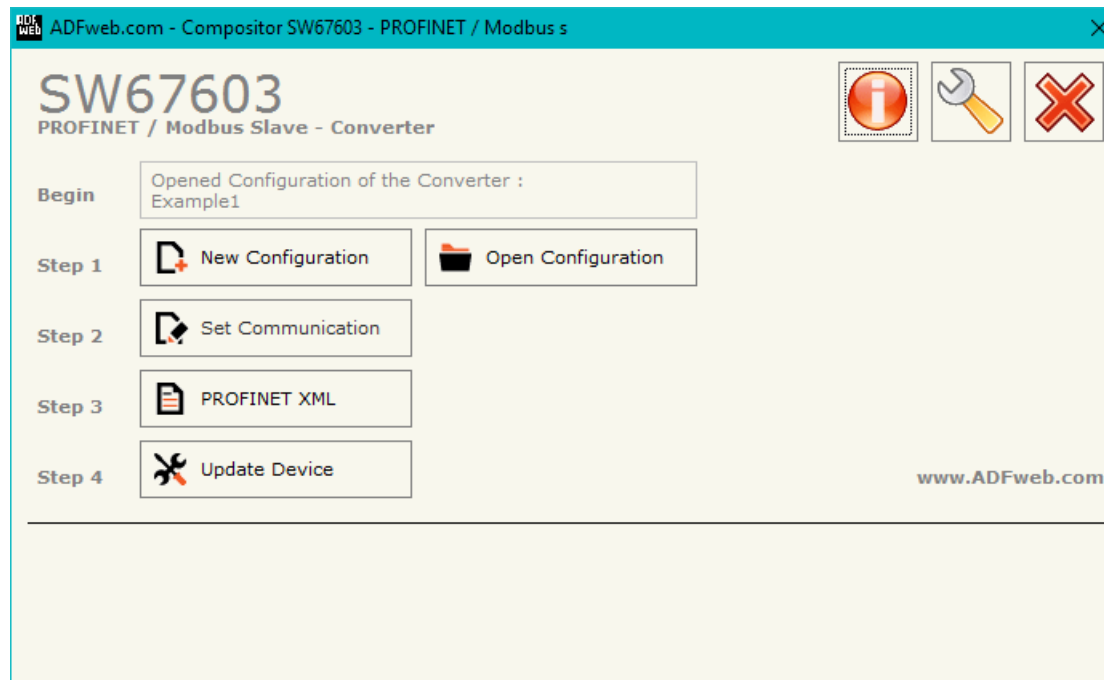 ADF
WEB
ADFweb.com - Compositor SW67603 - PROFINET / Modbus s
SW67603
PROFINET / Modbus Slave - Converter
Begin
Opened Configuration of the Converter :
Example1
Step 1
New Configuration
Open Configuration
Step 2
Set Communication
Step 3
PROFINET XML
Step 4
Update Device
www.ADFweb.com